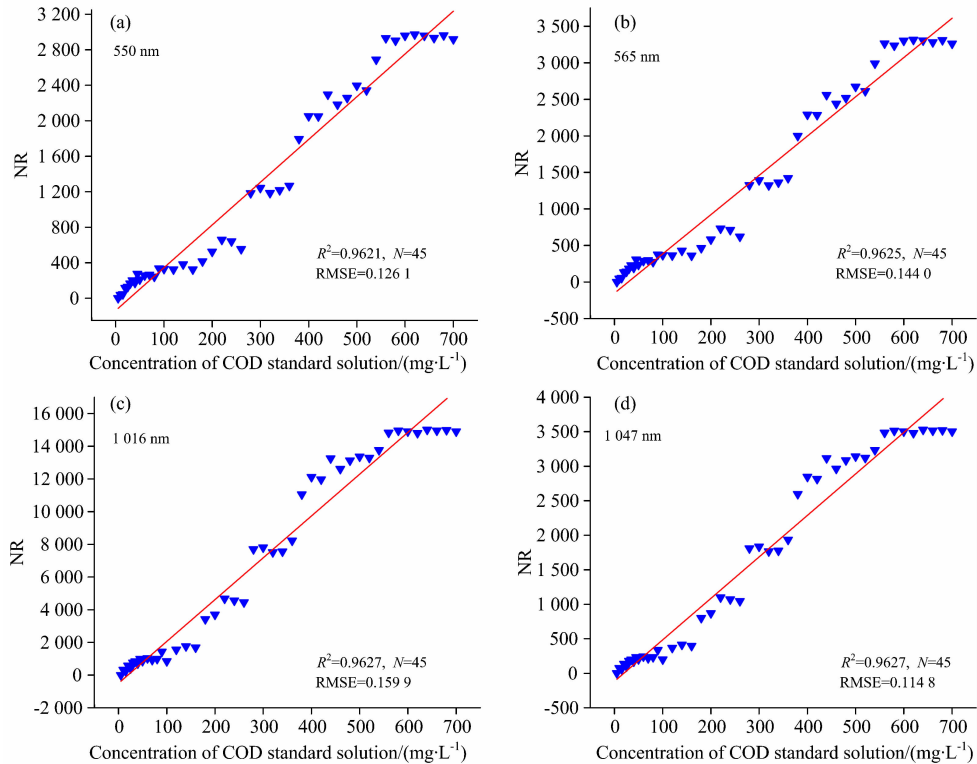 (a)
550 nm
3 200
2 800
2 400
2 000
1 600
1 200
800
400
0
NR
R²=0.9621, N=45
RMSE=0.126 1
0 100 200 300 400 500 600 700
Concentration of COD standard solution/(mg·L⁻¹)
(b)
565 nm
3 500
3 000
2 500
2 000
1 500
1 000
500
0
-500
NR
R²=0.9625, N=45
RMSE=0.144 0
0 100 200 300 400 500 600 700
Concentration of COD standard solution/(mg·L⁻¹)
(c)
1 016 nm
16 000
14 000
12 000
10 000
8 000
6 000
4 000
2 000
0
-2 000
NR
R²=0.9627, N=45
RMSE=0.159 9
0 100 200 300 400 500 600 700
Concentration of COD standard solution/(mg·L⁻¹)
(d)
1 047 nm
4 000
3 500
3 000
2 500
2 000
1 500
1 000
500
0
-500
NR
R²=0.9627, N=45
RMSE=0.114 8
0 100 200 300 400 500 600 700
Concentration of COD standard solution/(mg·L⁻¹)